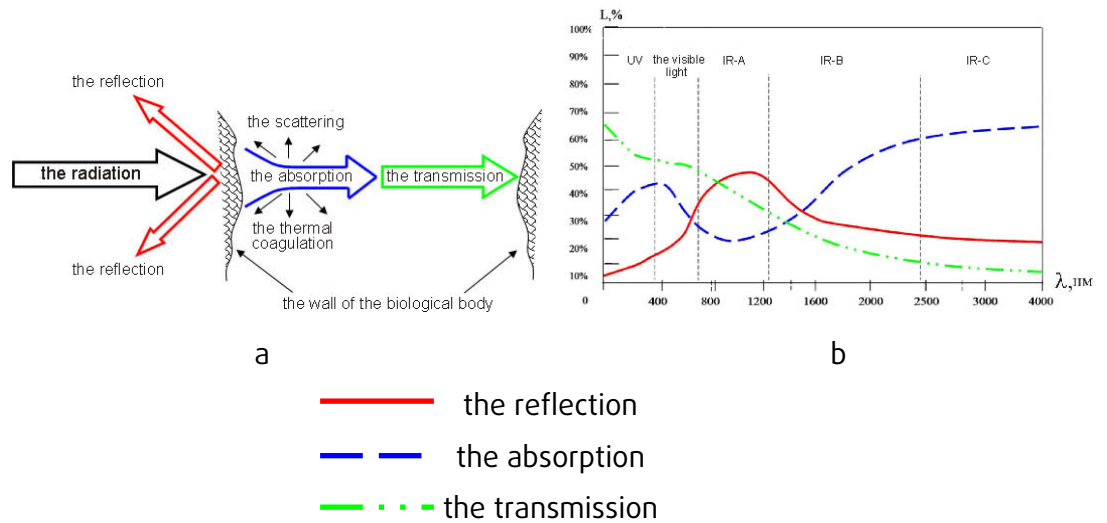 a
the reflection
the radiation
the reflection
the scattering
the absorption
the thermal
coagulation
the transmission
the wall of the biological body
a
L,%
100%
90%
80%
70%
60%
50%
40%
30%
20%
10%
UV
the visible
light
IR-A
IR-B
IR-C
0
400
800
1200
1600
2000
2500
3000
4000
λ,пм
b
the reflection
the absorption
the transmission